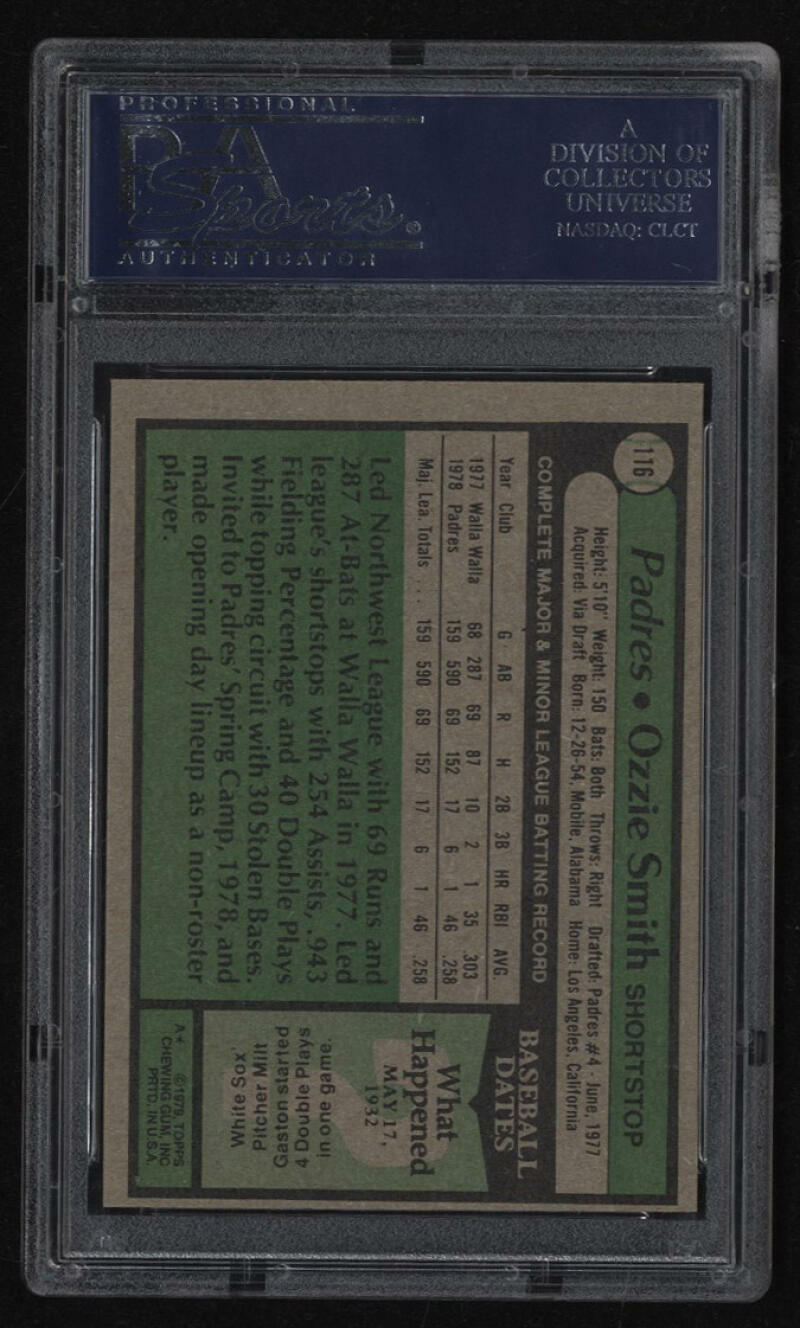 PROFESSIONAL
PSA
Sports®
AUTHENTICATOR
A
DIVISION OF
COLLECTORS
UNIVERSE
NASDAQ: CLCT
116
Padres • Ozzie Smith SHORTSTOP
Height: 5'10" Weight: 150 Bats: Both Throws: Right Drafted: Padres #4 - June, 1977
Acquired: Via Draft Born: 12-26-54, Mobile, Alabama Home: Los Angeles, California
COMPLETE MAJOR & MINOR LEAGUE BATTING RECORD
Year Club G AB R H 2B 3B HR RBI AVG.
1977 Walla Walla 68 287 69 87 10 2 1 35 .303
1978 Padres 159 590 69 152 17 6 1 46 .258
Maj. Lea. Totals . . . 159 590 69 152 17 6 1 46 .258
Led Northwest League with 69 Runs and
287 At-Bats at Walla Walla in 1977. Led
league's shortstops with 254 Assists, .943
Fielding Percentage and 40 Double Plays
while topping circuit with 30 Stolen Bases.
Invited to Padres' Spring Camp, 1978, and
made opening day lineup as a non-roster
player.
BASEBALL
DATES
What
Happened
MAY 17,
1932
White Sox'
Pitcher Milt
Gaston started
4 Double Plays
in one game.
A* ©1979, TOPPS
CHEWING GUM, INC
PRTD. IN U.S.A.